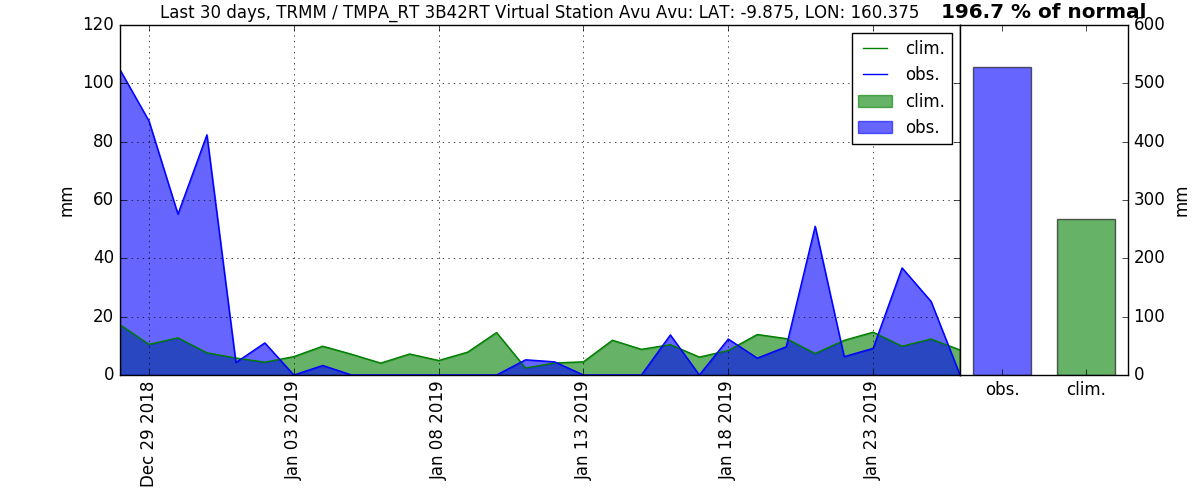 Last 30 days, TRMM / TMPA_RT 3B42RT Virtual Station Avu Avu: LAT: -9.875, LON: 160.375 196.7 % of normal
120
100
80
60
40
20
0
mm
clim.
obs.
clim.
obs.
Dec 29 2018
Jan 03 2019
Jan 08 2019
Jan 13 2019
Jan 18 2019
Jan 23 2019
600
500
400
300
200
100
0
mm
obs. clim.